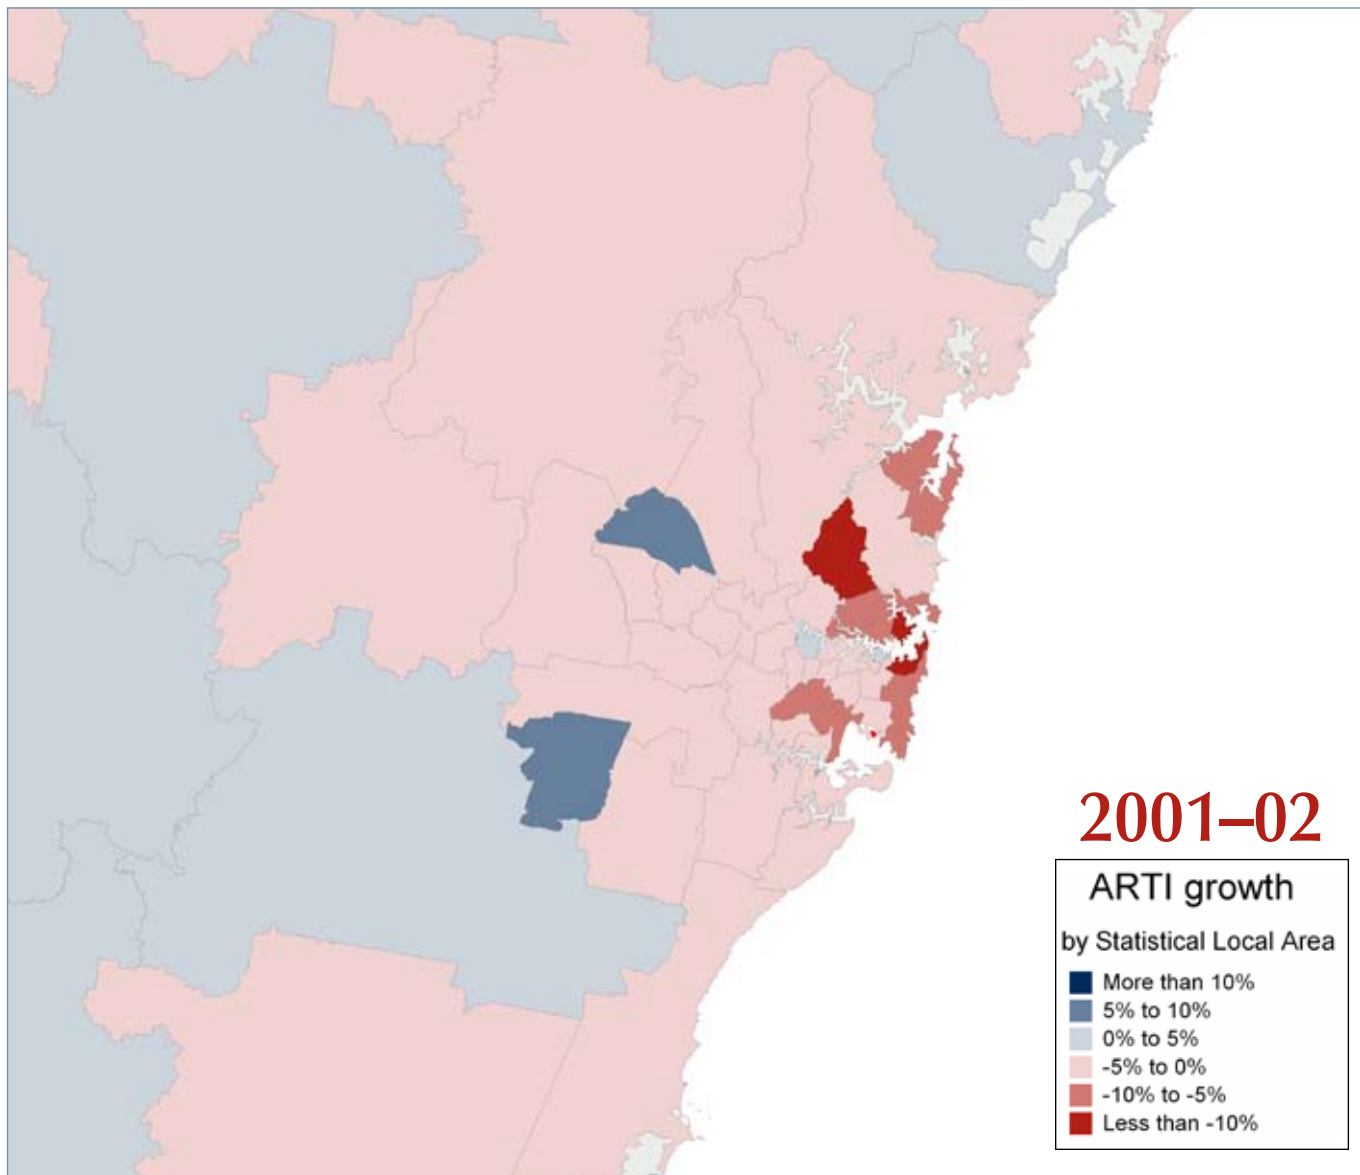 2001–02
ARTI growth
by Statistical Local Area
More than 10%
5% to 10%
0% to 5%
-5% to 0%
-10% to -5%
Less than -10%